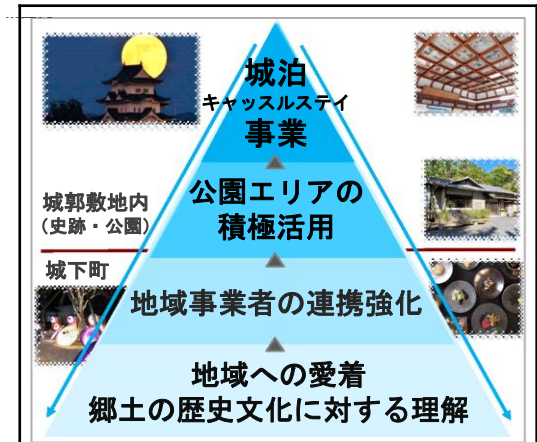 城泊
キャッスルステイ
事業
城郭敷地内
（史跡・公園）
公園エリアの
積極活用
城下町
地域事業者の連携強化
地域への愛着
郷土の歴史文化に対する理解